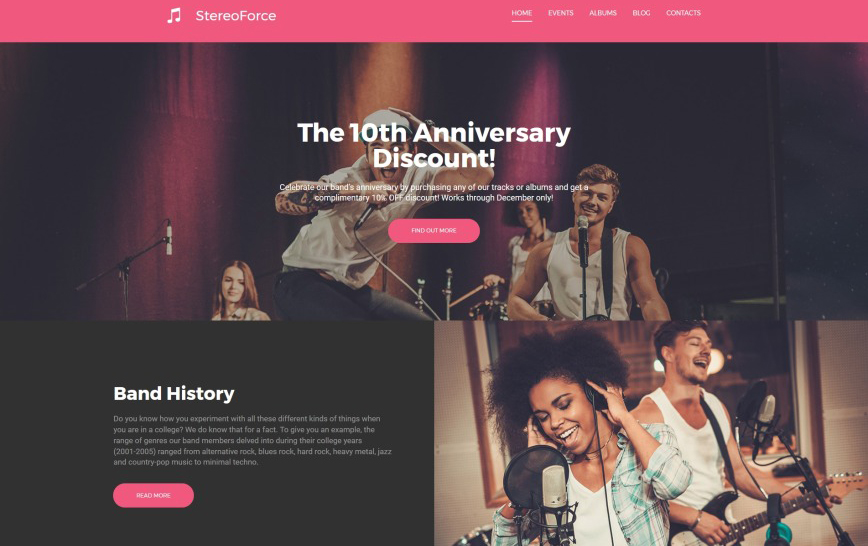 StereoForce
HOME EVENTS ALBUMS BLOG CONTACTS
The 10th Anniversary
Discount!
Celebrate our band's anniversary by purchasing any of our tracks or albums and get a
complimentary 10% OFF discount! Works through December only!
FIND OUT MORE
Band History
Do you know how you experiment with all these different kinds of things when
you are in a college? We do know that for a fact. To give you an example, the
range of genres our band members delved into during their college years
(2001-2005) ranged from alternative rock, blues rock, hard rock, heavy metal, jazz
and country-pop music to minimal techno.
READ MORE